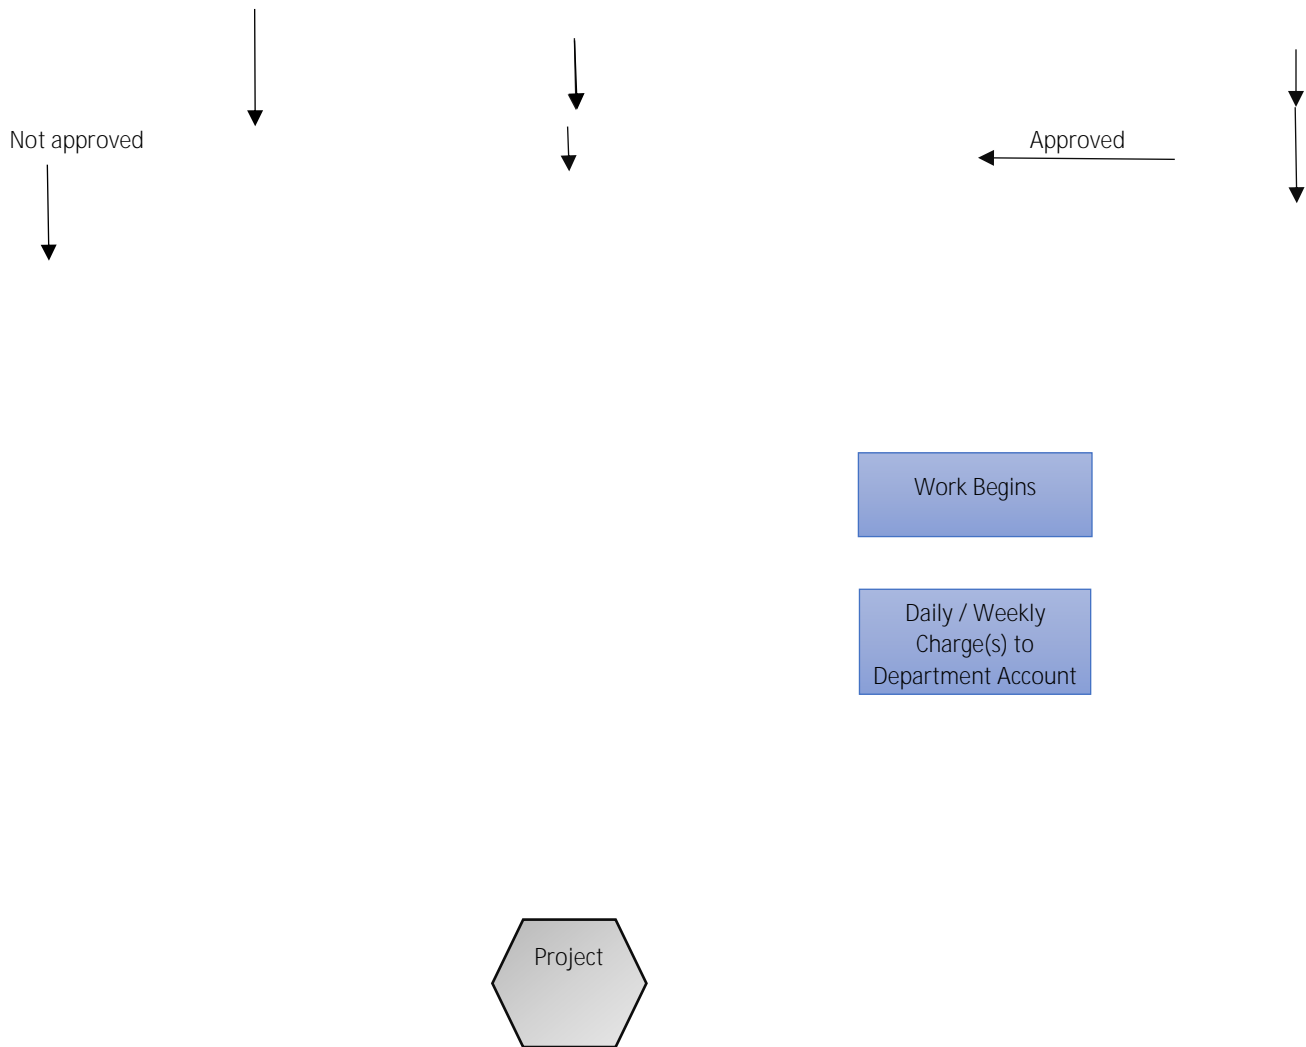 Not approved
Approved
Work Begins
Daily / Weekly
Charge(s) to
Department Account
Project